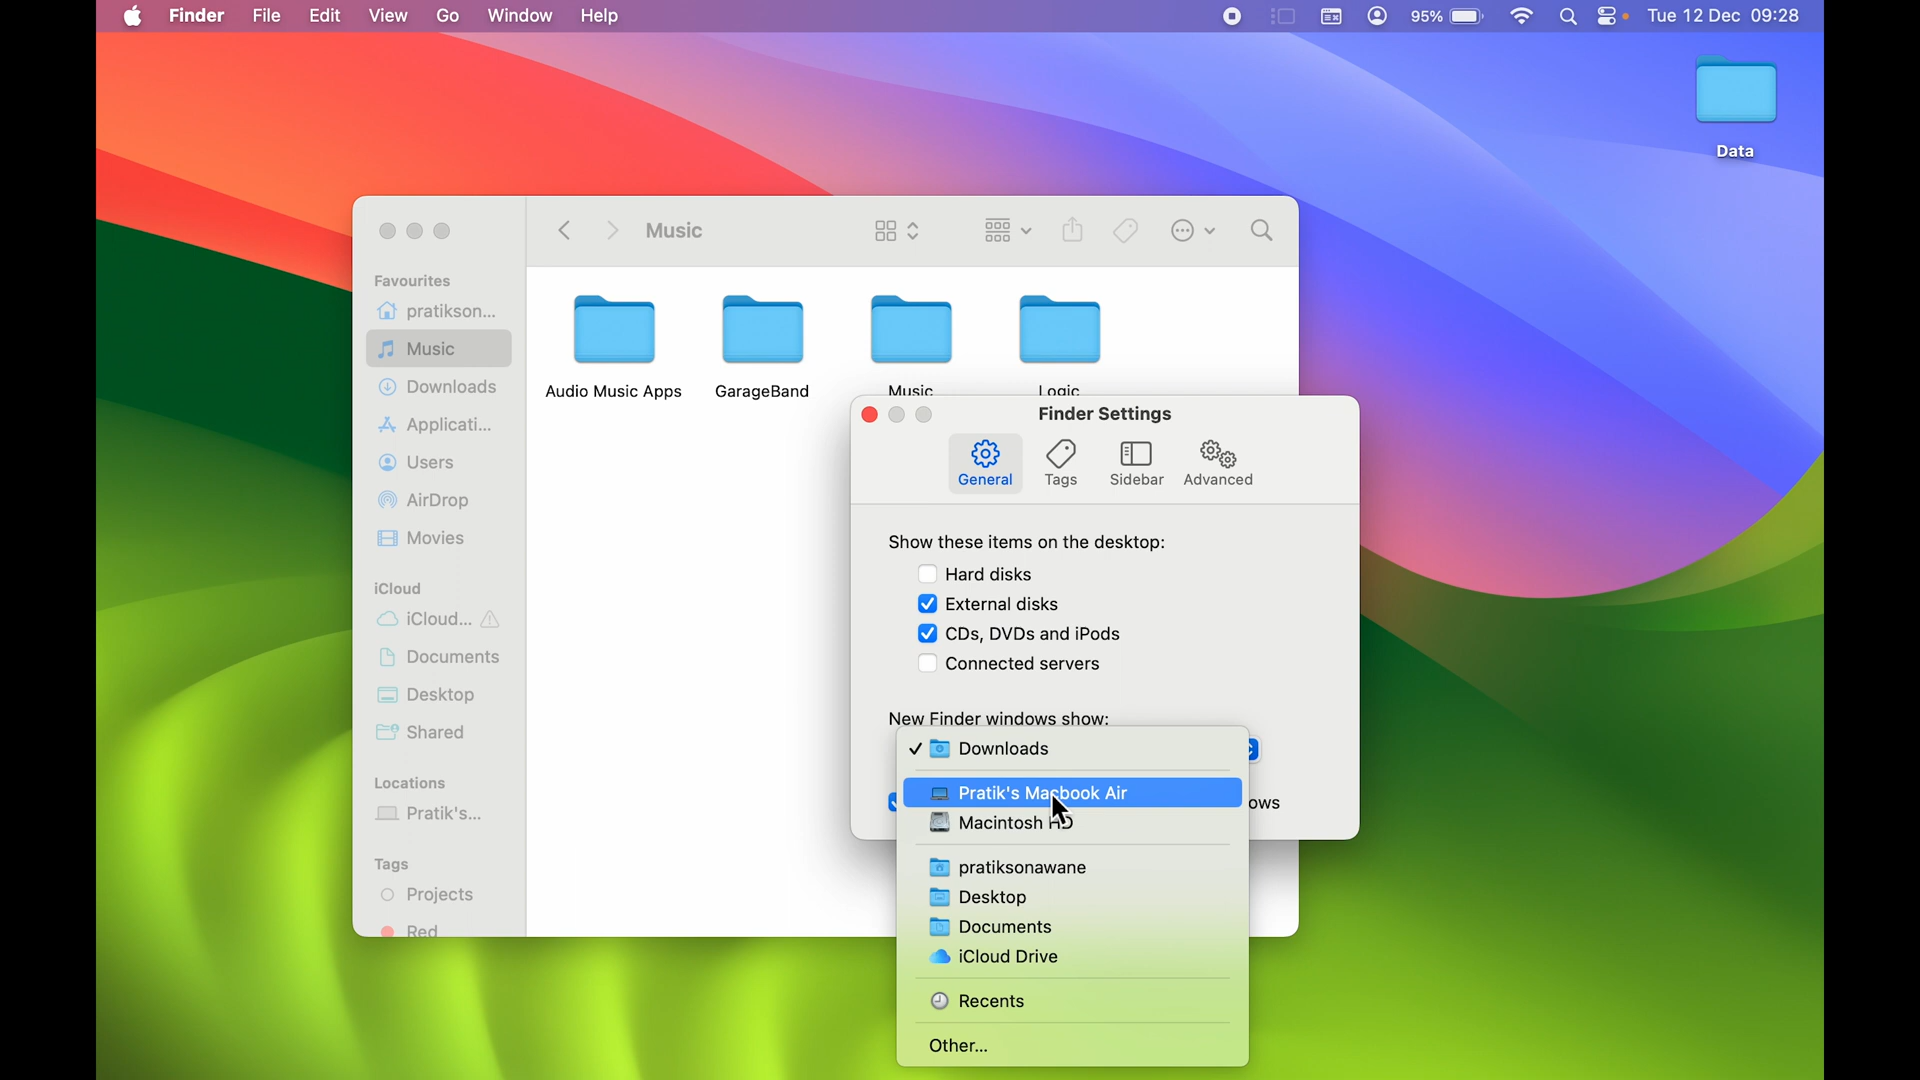 Finder File Edit View Go Window Help 95% Tue 12 Dec 09:28
Data
Music
Favourites
pratikson...
Music
Downloads
Applicati...
Users
AirDrop
Movies
iCloud
iCloud...
Documents
Desktop
Shared
Locations
Pratik's...
Tags
Projects
Red
Audio Music Apps GarageBand Music Logic
Finder Settings
General Tags Sidebar Advanced
Show these items on the desktop:
Hard disks
External disks
CDs, DVDs and iPods
Connected servers
New Finder windows show:
Downloads
Pratik's Macbook Air
ows
Macintosh HD
pratiksonawane
Desktop
Documents
iCloud Drive
Recents
Other...